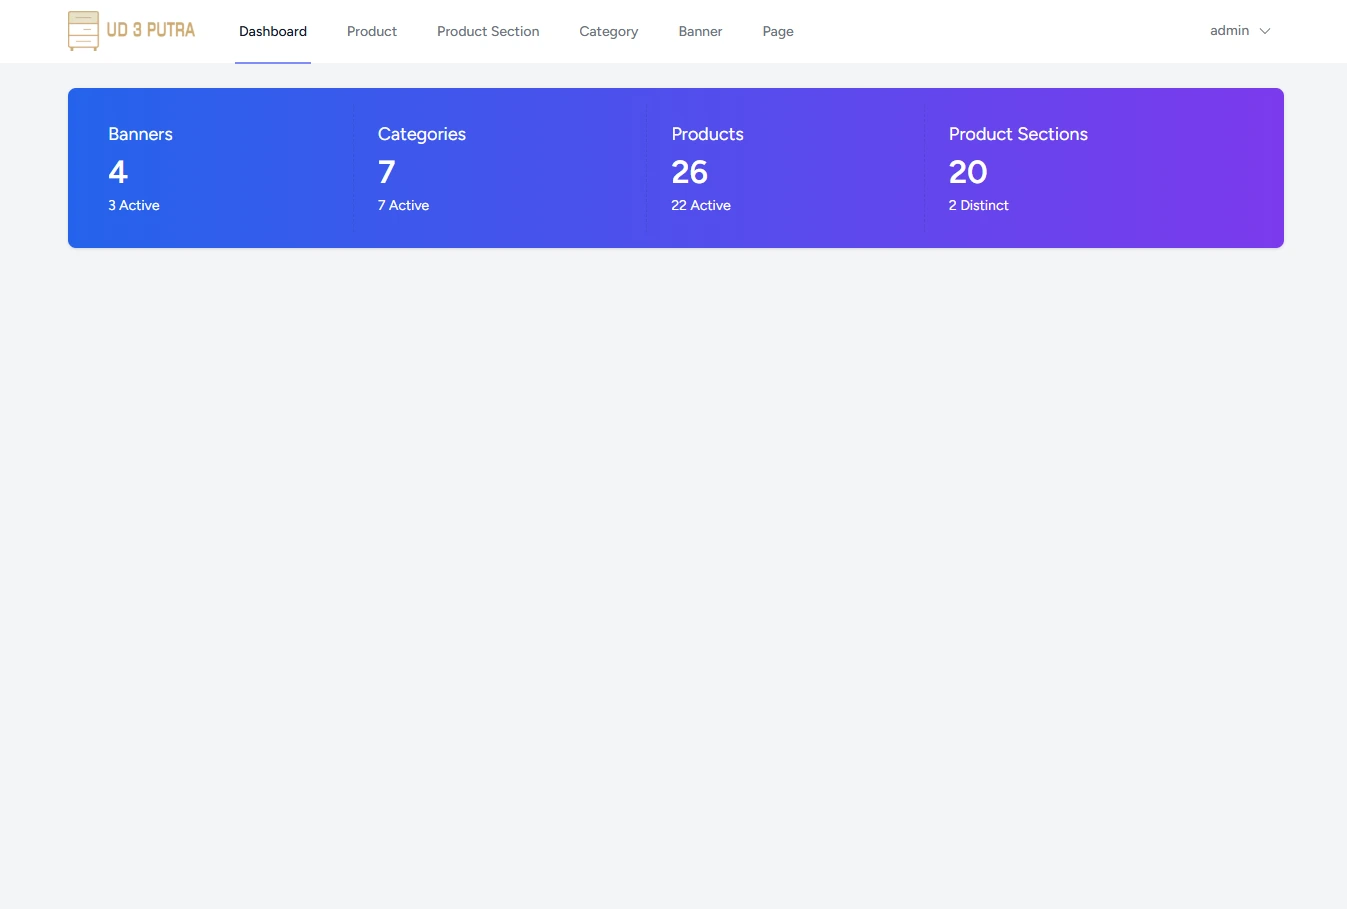 UD 3 PUTRA
Dashboard Product Product Section Category Banner Page admin
Banners Categories Products Product Sections
4 7 26 20
3 Active 7 Active 22 Active 2 Distinct